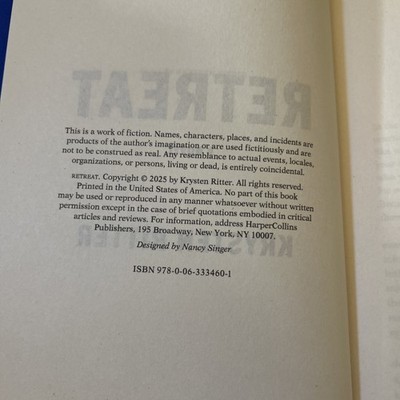 RETREAT
This is a work of fiction. Names, characters, places, and incidents are
products of the author's imagination or are used fictitiously and are
not to be construed as real. Any resemblance to actual events, locales,
organizations, or persons, living or dead, is entirely coincidental.
RETREAT. Copyright © 2025 by Krysten Ritter. All rights reserved.
Printed in the United States of America. No part of this book
may be used or reproduced in any manner whatsoever without written
permission except in the case of brief quotations embodied in critical
articles and reviews. For information, address HarperCollins
Publishers, 195 Broadway, New York, NY 10007.
KRYSTEN RITTER
Designed by Nancy Singer
ISBN 978-0-06-333460-1